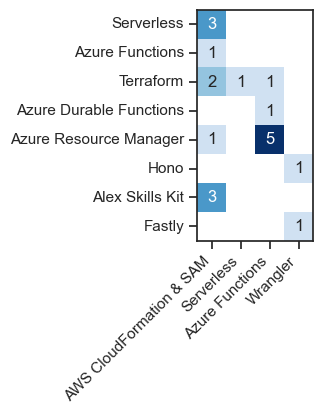 Serverless 3
Azure Functions 1
Terraform 2 1 1
Azure Durable Functions 1
Azure Resource Manager 1 5
Hono 1
Alex Skills Kit 3
Fastly 1
AWS CloudFormation & SAM
Serverless
Azure Functions
Wrangler